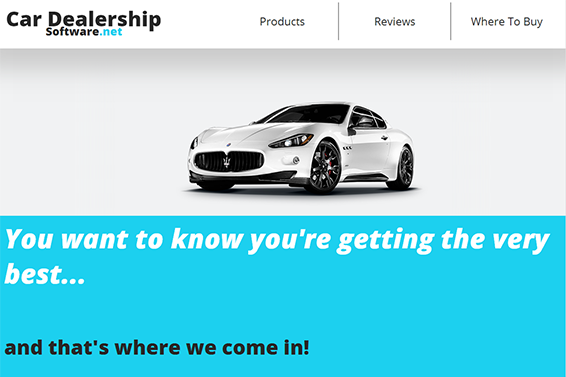 Car Dealership
Software.net
Products
Reviews
Where To Buy
You want to know you're getting the very
best...
and that's where we come in!